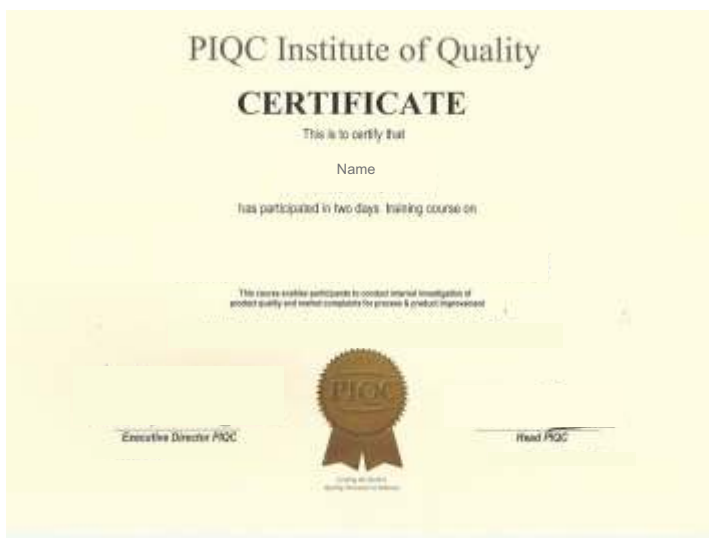 PIQC Institute of Quality
CERTIFICATE
This is to certify that
Name
has participated in two days training course on
This course enables participants to conduct internal investigation of
product quality and market complaints for process & product improvement
PIQC
Executive Director PIQC
Head PIQC